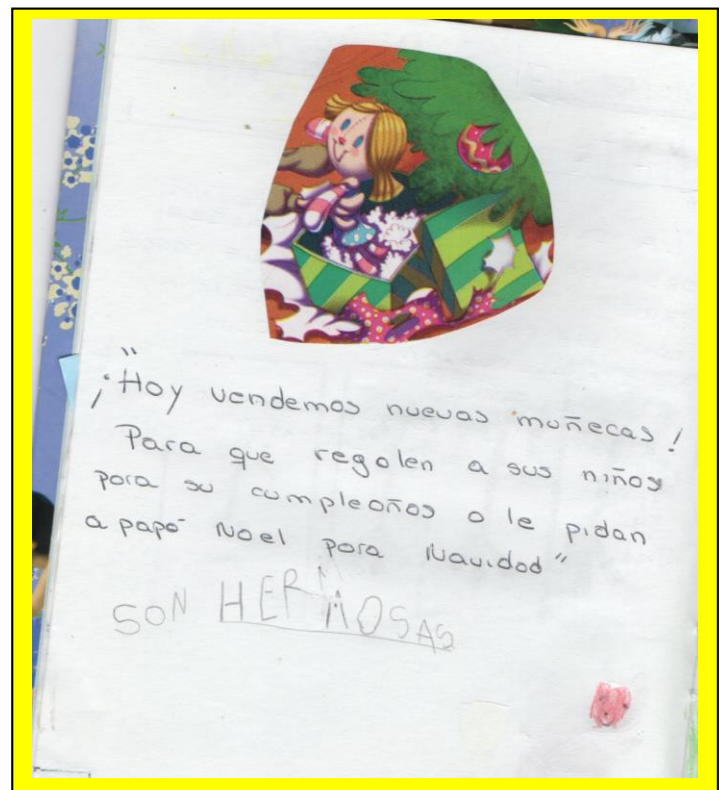 "¡Hoy vendemos nuevas muñecas!
Para que regalen a sus niños
para su cumpleaños o le pidan
a papá Noel para Navidad"
SON HERMOSAS